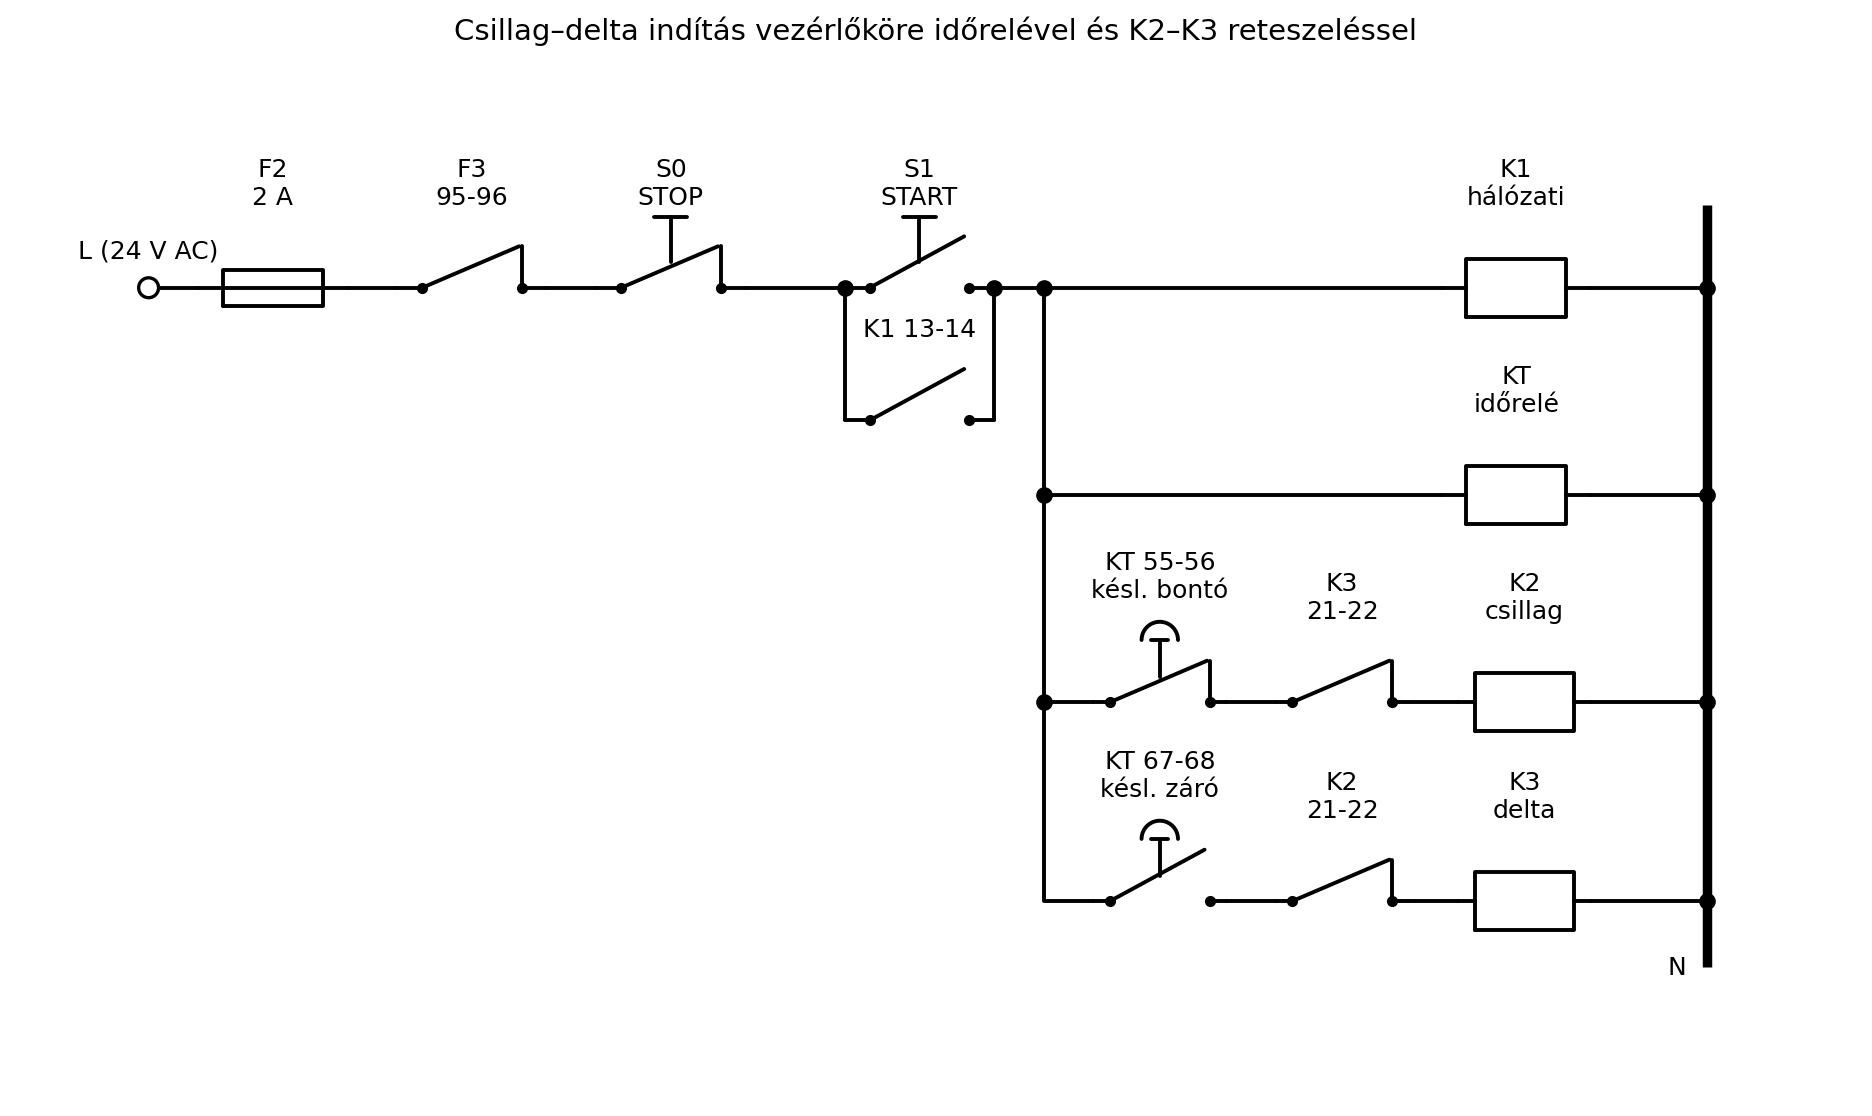 Csillag–delta indítás vezérlőköre időrelével és K2–K3 reteszeléssel
F2
2 A
F3
95-96
S0
STOP
S1
START
K1
hálózati
L (24 V AC)
K1 13-14
KT
időrelé
KT 55-56
késl. bontó
K3
21-22
K2
csillag
KT 67-68
késl. záró
K2
21-22
K3
delta
N